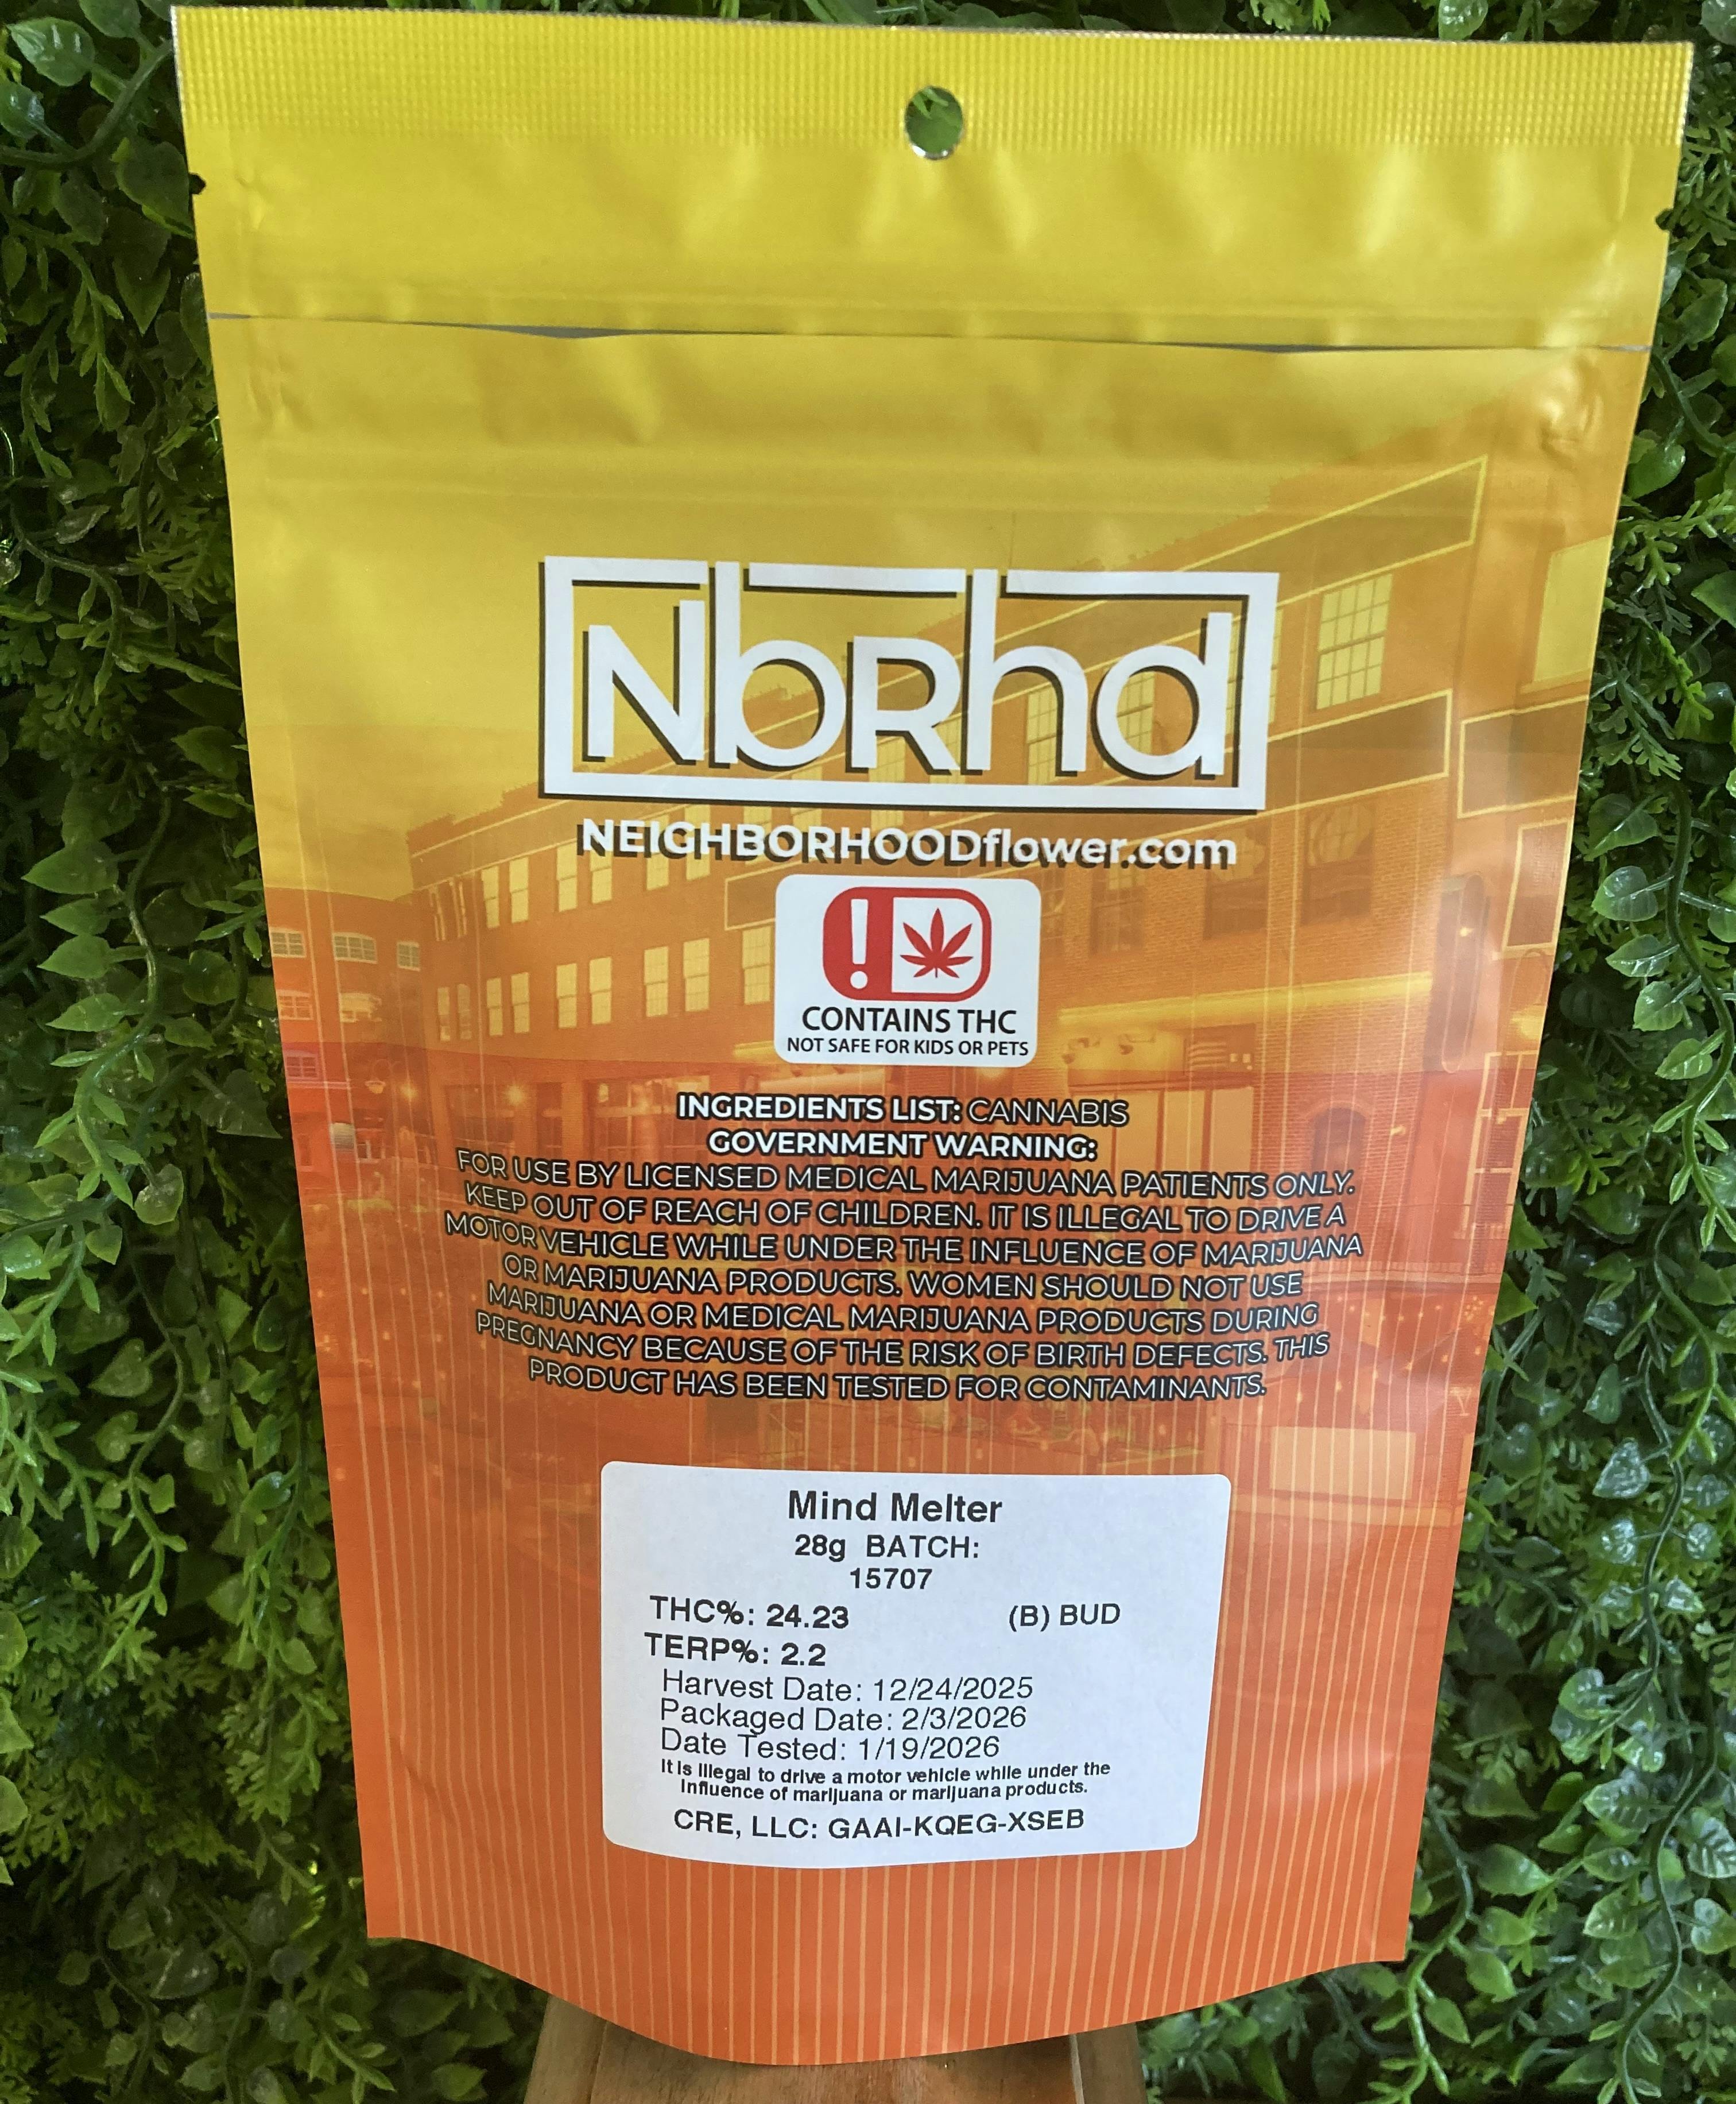 NbRhd
NEIGHBORHOODflower.com
!
CONTAINS THC
NOT SAFE FOR KIDS OR PETS
INGREDIENTS LIST: CANNABIS
GOVERNMENT WARNING:
FOR USE BY LICENSED MEDICAL MARIJUANA PATIENTS ONLY.
KEEP OUT OF REACH OF CHILDREN. IT IS ILLEGAL TO DRIVE A
MOTOR VEHICLE WHILE UNDER THE INFLUENCE OF MARIJUANA
OR MARIJUANA PRODUCTS. WOMEN SHOULD NOT USE
MARIJUANA OR MEDICAL MARIJUANA PRODUCTS DURING
PREGNANCY BECAUSE OF THE RISK OF BIRTH DEFECTS. THIS
PRODUCT HAS BEEN TESTED FOR CONTAMINANTS.
Mind Melter
28g BATCH:
15707
THC%: 24.23 (B) BUD
TERP%: 2.2
Harvest Date: 12/24/2025
Packaged Date: 2/3/2026
Date Tested: 1/19/2026
It is illegal to drive a motor vehicle while under the
influence of marijuana or marijuana products.
CRE, LLC: GAAI-KQEG-XSEB